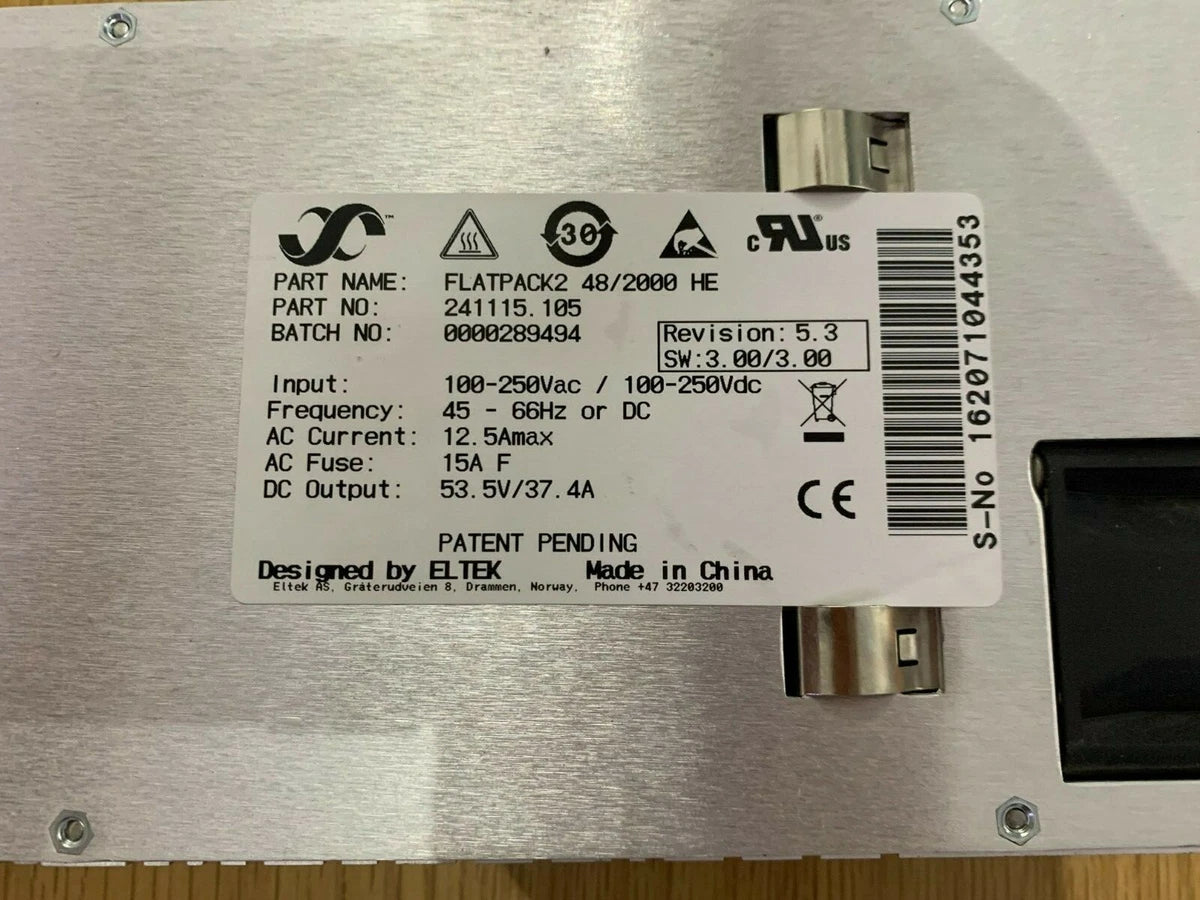 ™ 30 c RU® US
PART NAME: FLATPACK2 48/2000 HE
PART NO: 241115.105
BATCH NO: 0000289494
Revision: 5.3
SW:3.00/3.00
Input: 100-250Vac / 100-250Vdc
Frequency: 45 - 66Hz or DC
AC Current: 12.5Amax
AC Fuse: 15A F
DC Output: 53.5V/37.4A
CE
PATENT PENDING
Designed by ELTEK Made in China
Eltek AS, Gråterudveien 8, Drammen, Norway, Phone +47 32203200
S-No 162071044353